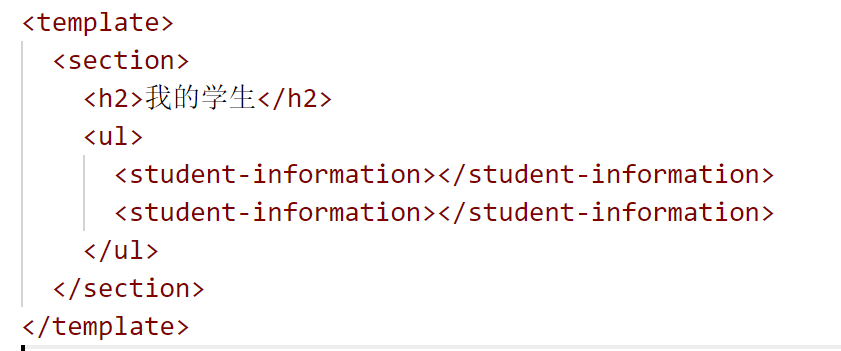 <template>
<section>
<h2>我的学生</h2>
<ul>
<student-information></student-information>
<student-information></student-information>
</ul>
</section>
</template>